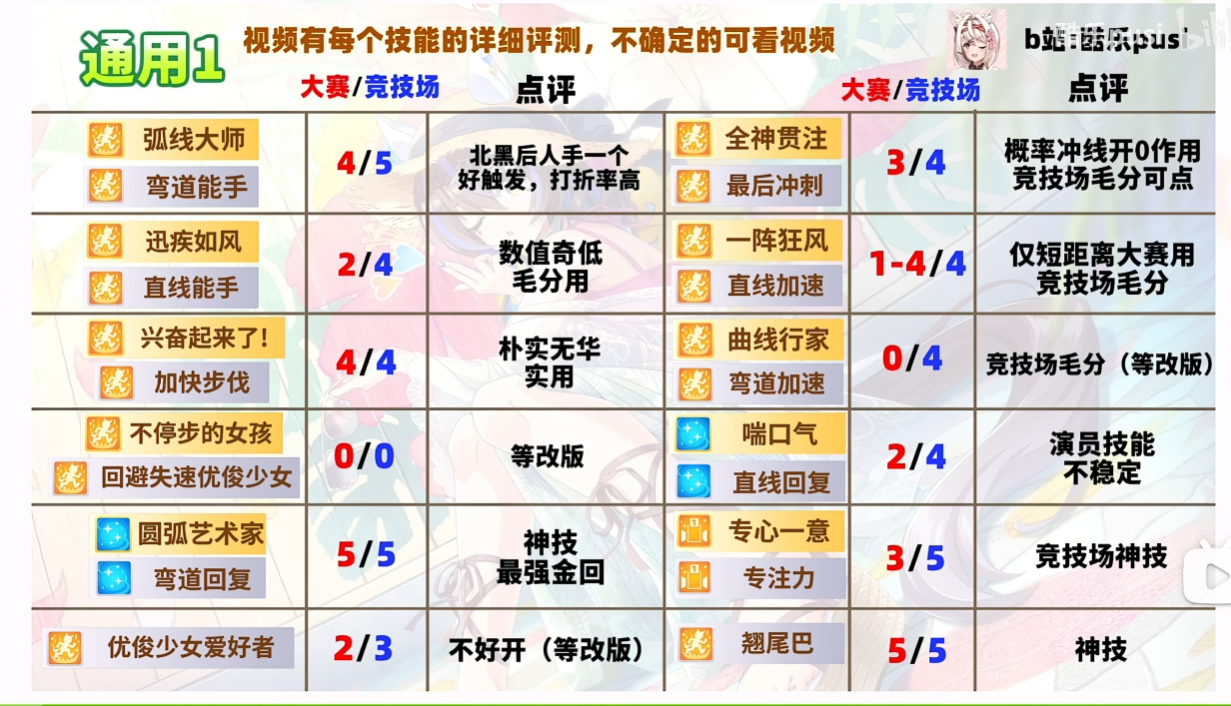 通用1
视频有每个技能的详细评测，不确定的可看视频
b站
pusi
大赛/竞技场
点评
大赛/竞技场
点评
弧线大师
弯道能手
4/5
北黑后人手一个
好触发，打折率高
全神贯注
最后冲刺
3/4
概率冲线开0作用
竞技场毛分可点
迅疾如风
直线能手
2/4
数值奇低
毛分用
一阵狂风
直线加速
1-4/4
仅短距离大赛用
竞技场毛分
兴奋起来了!
加快步伐
4/4
朴实无华
实用
曲线行家
弯道加速
0/4
竞技场毛分（等改版）
不停步的女孩
回避失速优俊少女
0/0
等改版
喘口气
直线回复
2/4
演员技能
不稳定
圆弧艺术家
弯道回复
5/5
神技
最强金回
专心一意
专注力
3/5
竞技场神技
优俊少女爱好者
2/3
不好开（等改版）
翘尾巴
5/5
神技